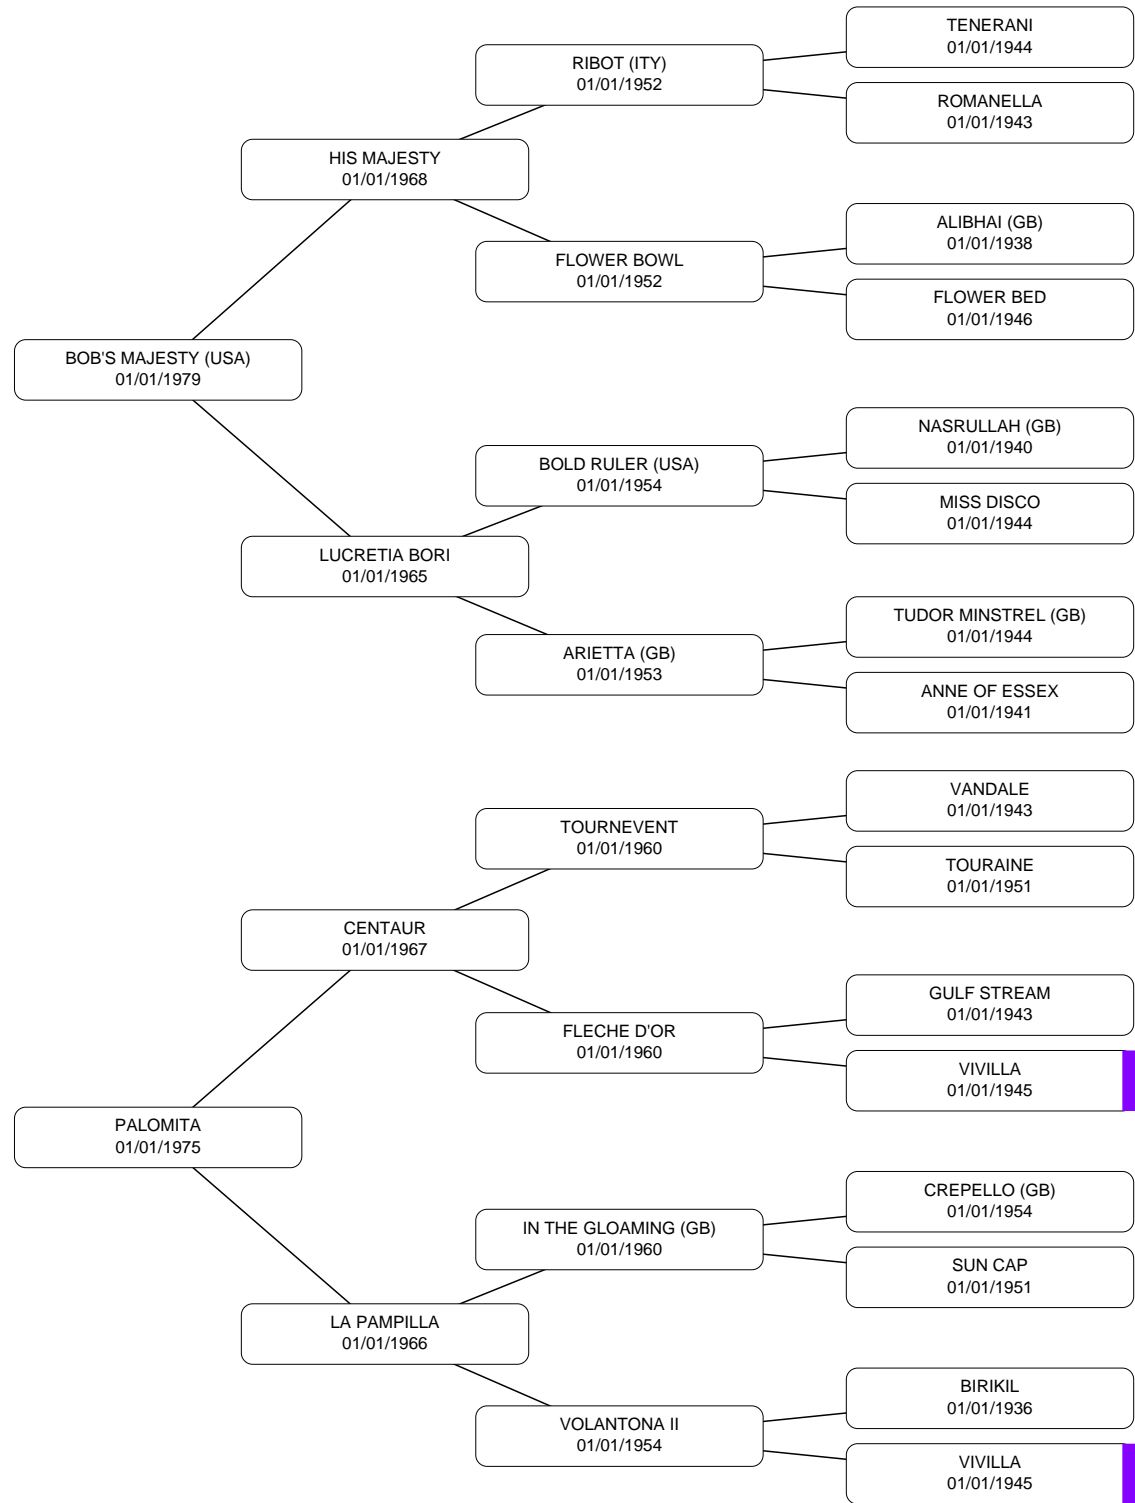 TENERANI
01/01/1944
RIBOT (ITY)
01/01/1952
ROMANELLA
01/01/1943
HIS MAJESTY
01/01/1968
ALIBHAI (GB)
01/01/1938
FLOWER BOWL
01/01/1952
FLOWER BED
01/01/1946
BOB'S MAJESTY (USA)
01/01/1979
NASRULLAH (GB)
01/01/1940
BOLD RULER (USA)
01/01/1954
MISS DISCO
01/01/1944
LUCRETIA BORI
01/01/1965
TUDOR MINSTREL (GB)
01/01/1944
ARIETTA (GB)
01/01/1953
ANNE OF ESSEX
01/01/1941
VANDALE
01/01/1943
TOURNEVENT
01/01/1960
TOURAINE
01/01/1951
CENTAUR
01/01/1967
GULF STREAM
01/01/1943
FLECHE D'OR
01/01/1960
VIVILLA
01/01/1945
PALOMITA
01/01/1975
CREPELLO (GB)
01/01/1954
IN THE GLOAMING (GB)
01/01/1960
SUN CAP
01/01/1951
LA PAMPILLA
01/01/1966
BIRIKIL
01/01/1936
VOLANTONA II
01/01/1954
VIVILLA
01/01/1945